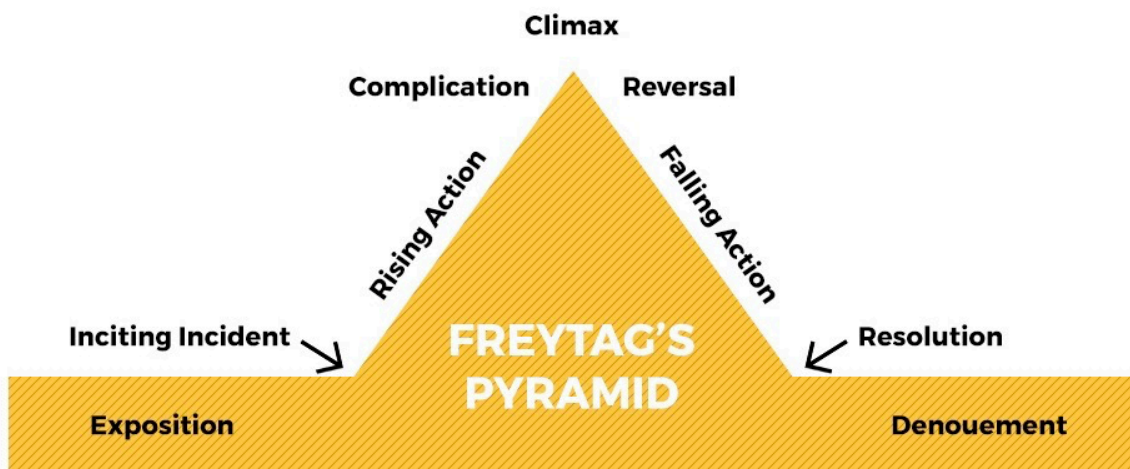 Climax
Complication
Reversal
Rising Action
Falling Action
Inciting Incident
FREYTAG'S
PYRAMID
Resolution
Exposition
Denouement